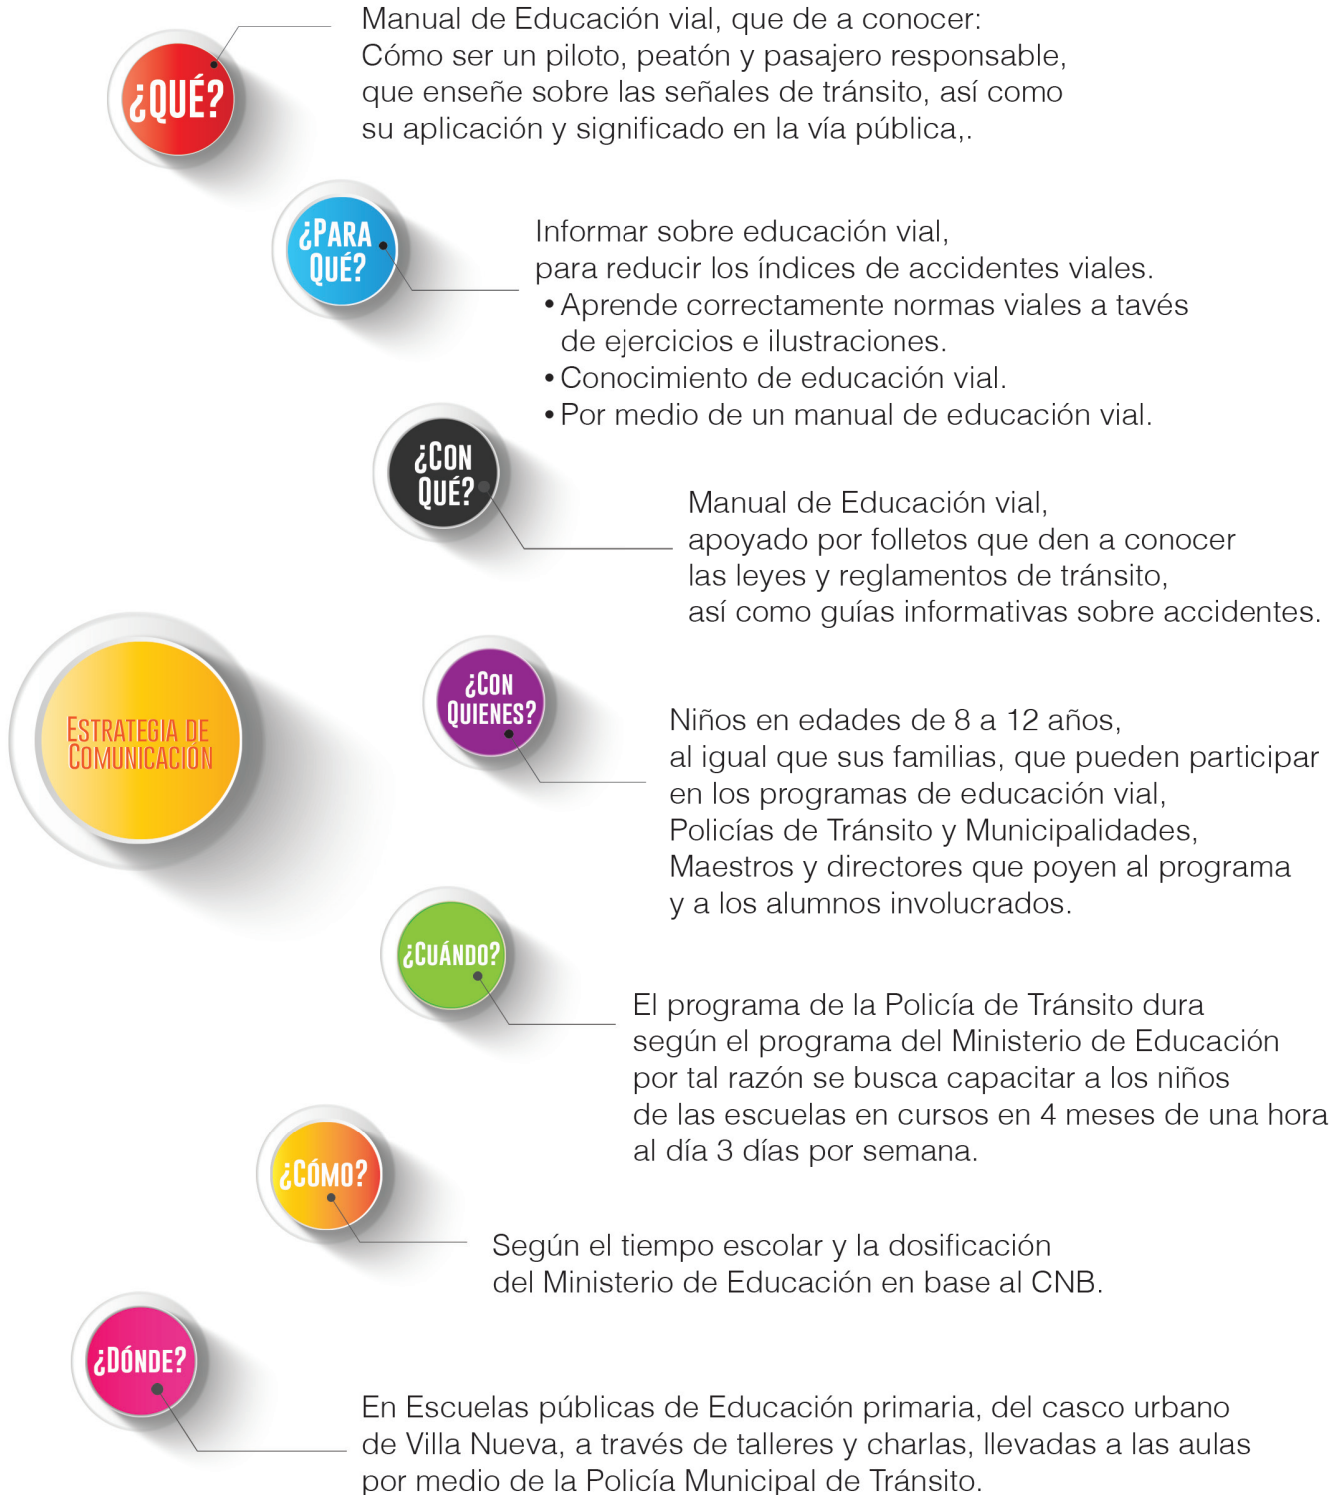 ¿QUÉ?
Manual de Educación vial, que de a conocer:
Cómo ser un piloto, peatón y pasajero responsable,
que enseñe sobre las señales de tránsito, así como
su aplicación y significado en la vía pública,.
¿PARA
QUÉ?
Informar sobre educación vial,
para reducir los índices de accidentes viales.
• Aprende correctamente normas viales a tavés
de ejercicios e ilustraciones.
• Conocimiento de educación vial.
• Por medio de un manual de educación vial.
¿CON
QUÉ?
Manual de Educación vial,
apoyado por folletos que den a conocer
las leyes y reglamentos de tránsito,
así como guías informativas sobre accidentes.
ESTRATEGIA DE
COMUNICACIÓN
¿CON
QUIENES?
Niños en edades de 8 a 12 años,
al igual que sus familias, que pueden participar
en los programas de educación vial,
Policías de Tránsito y Municipalidades,
Maestros y directores que poyen al programa
y a los alumnos involucrados.
¿CUÁNDO?
El programa de la Policía de Tránsito dura
según el programa del Ministerio de Educación
por tal razón se busca capacitar a los niños
de las escuelas en cursos en 4 meses de una hora
al día 3 días por semana.
¿CÓMO?
Según el tiempo escolar y la dosificación
del Ministerio de Educación en base al CNB.
¿DÓNDE?
En Escuelas públicas de Educación primaria, del casco urbano
de Villa Nueva, a través de talleres y charlas, llevadas a las aulas
por medio de la Policía Municipal de Tránsito.